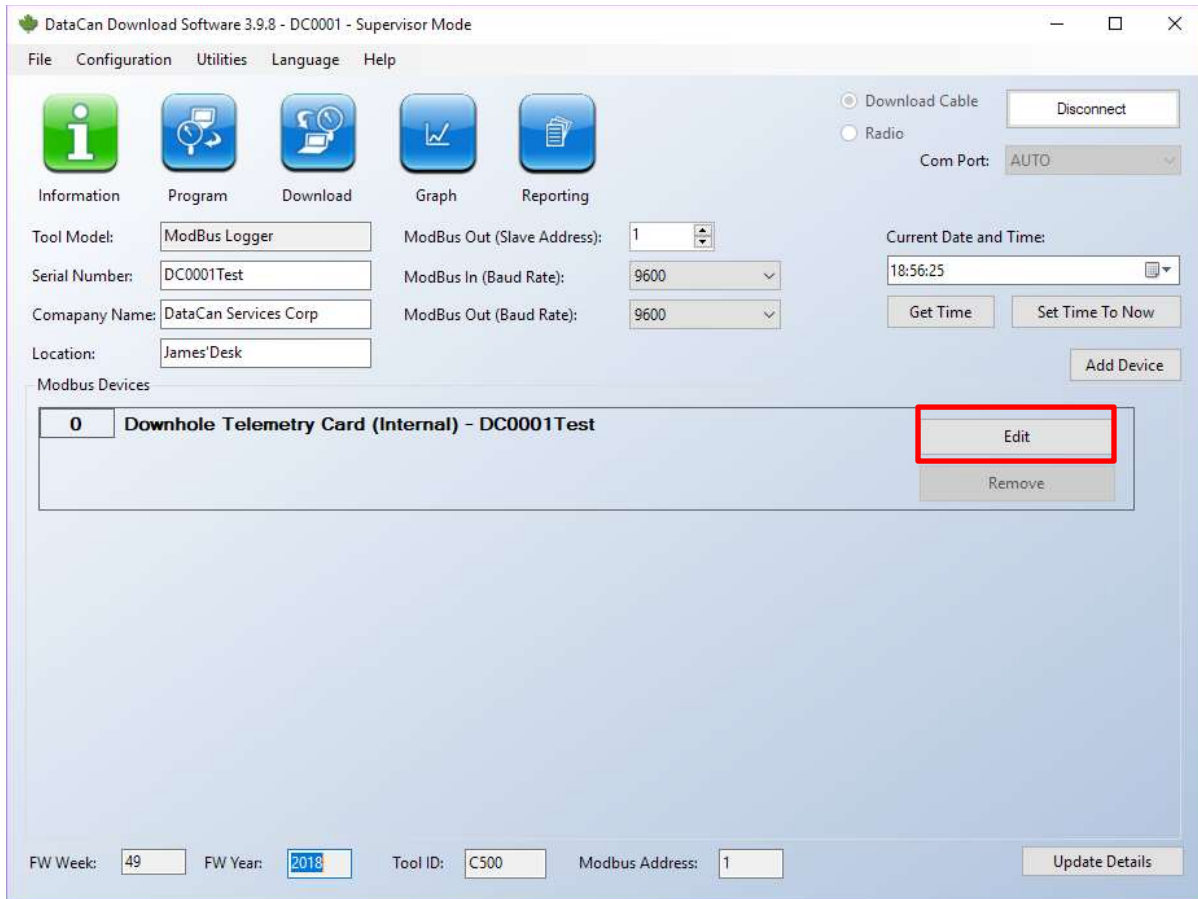 DataCan Download Software 3.9.8 - DC0001 - Supervisor Mode
File Configuration Utilities Language Help
Information Program Download Graph Reporting
Download Cable
Radio
Disconnect
Com Port: AUTO
Tool Model: ModBus Logger
Serial Number: DC0001Test
Comapany Name: DataCan Services Corp
Location: James'Desk
ModBus Out (Slave Address): 1
ModBus In (Baud Rate): 9600
ModBus Out (Baud Rate): 9600
Current Date and Time:
18:56:25
Get Time Set Time To Now
Add Device
Modbus Devices
0 Downhole Telemetry Card (Internal) - DC0001Test
Edit
Remove
FW Week: 49 FW Year: 2018 Tool ID: C500 Modbus Address: 1 Update Details